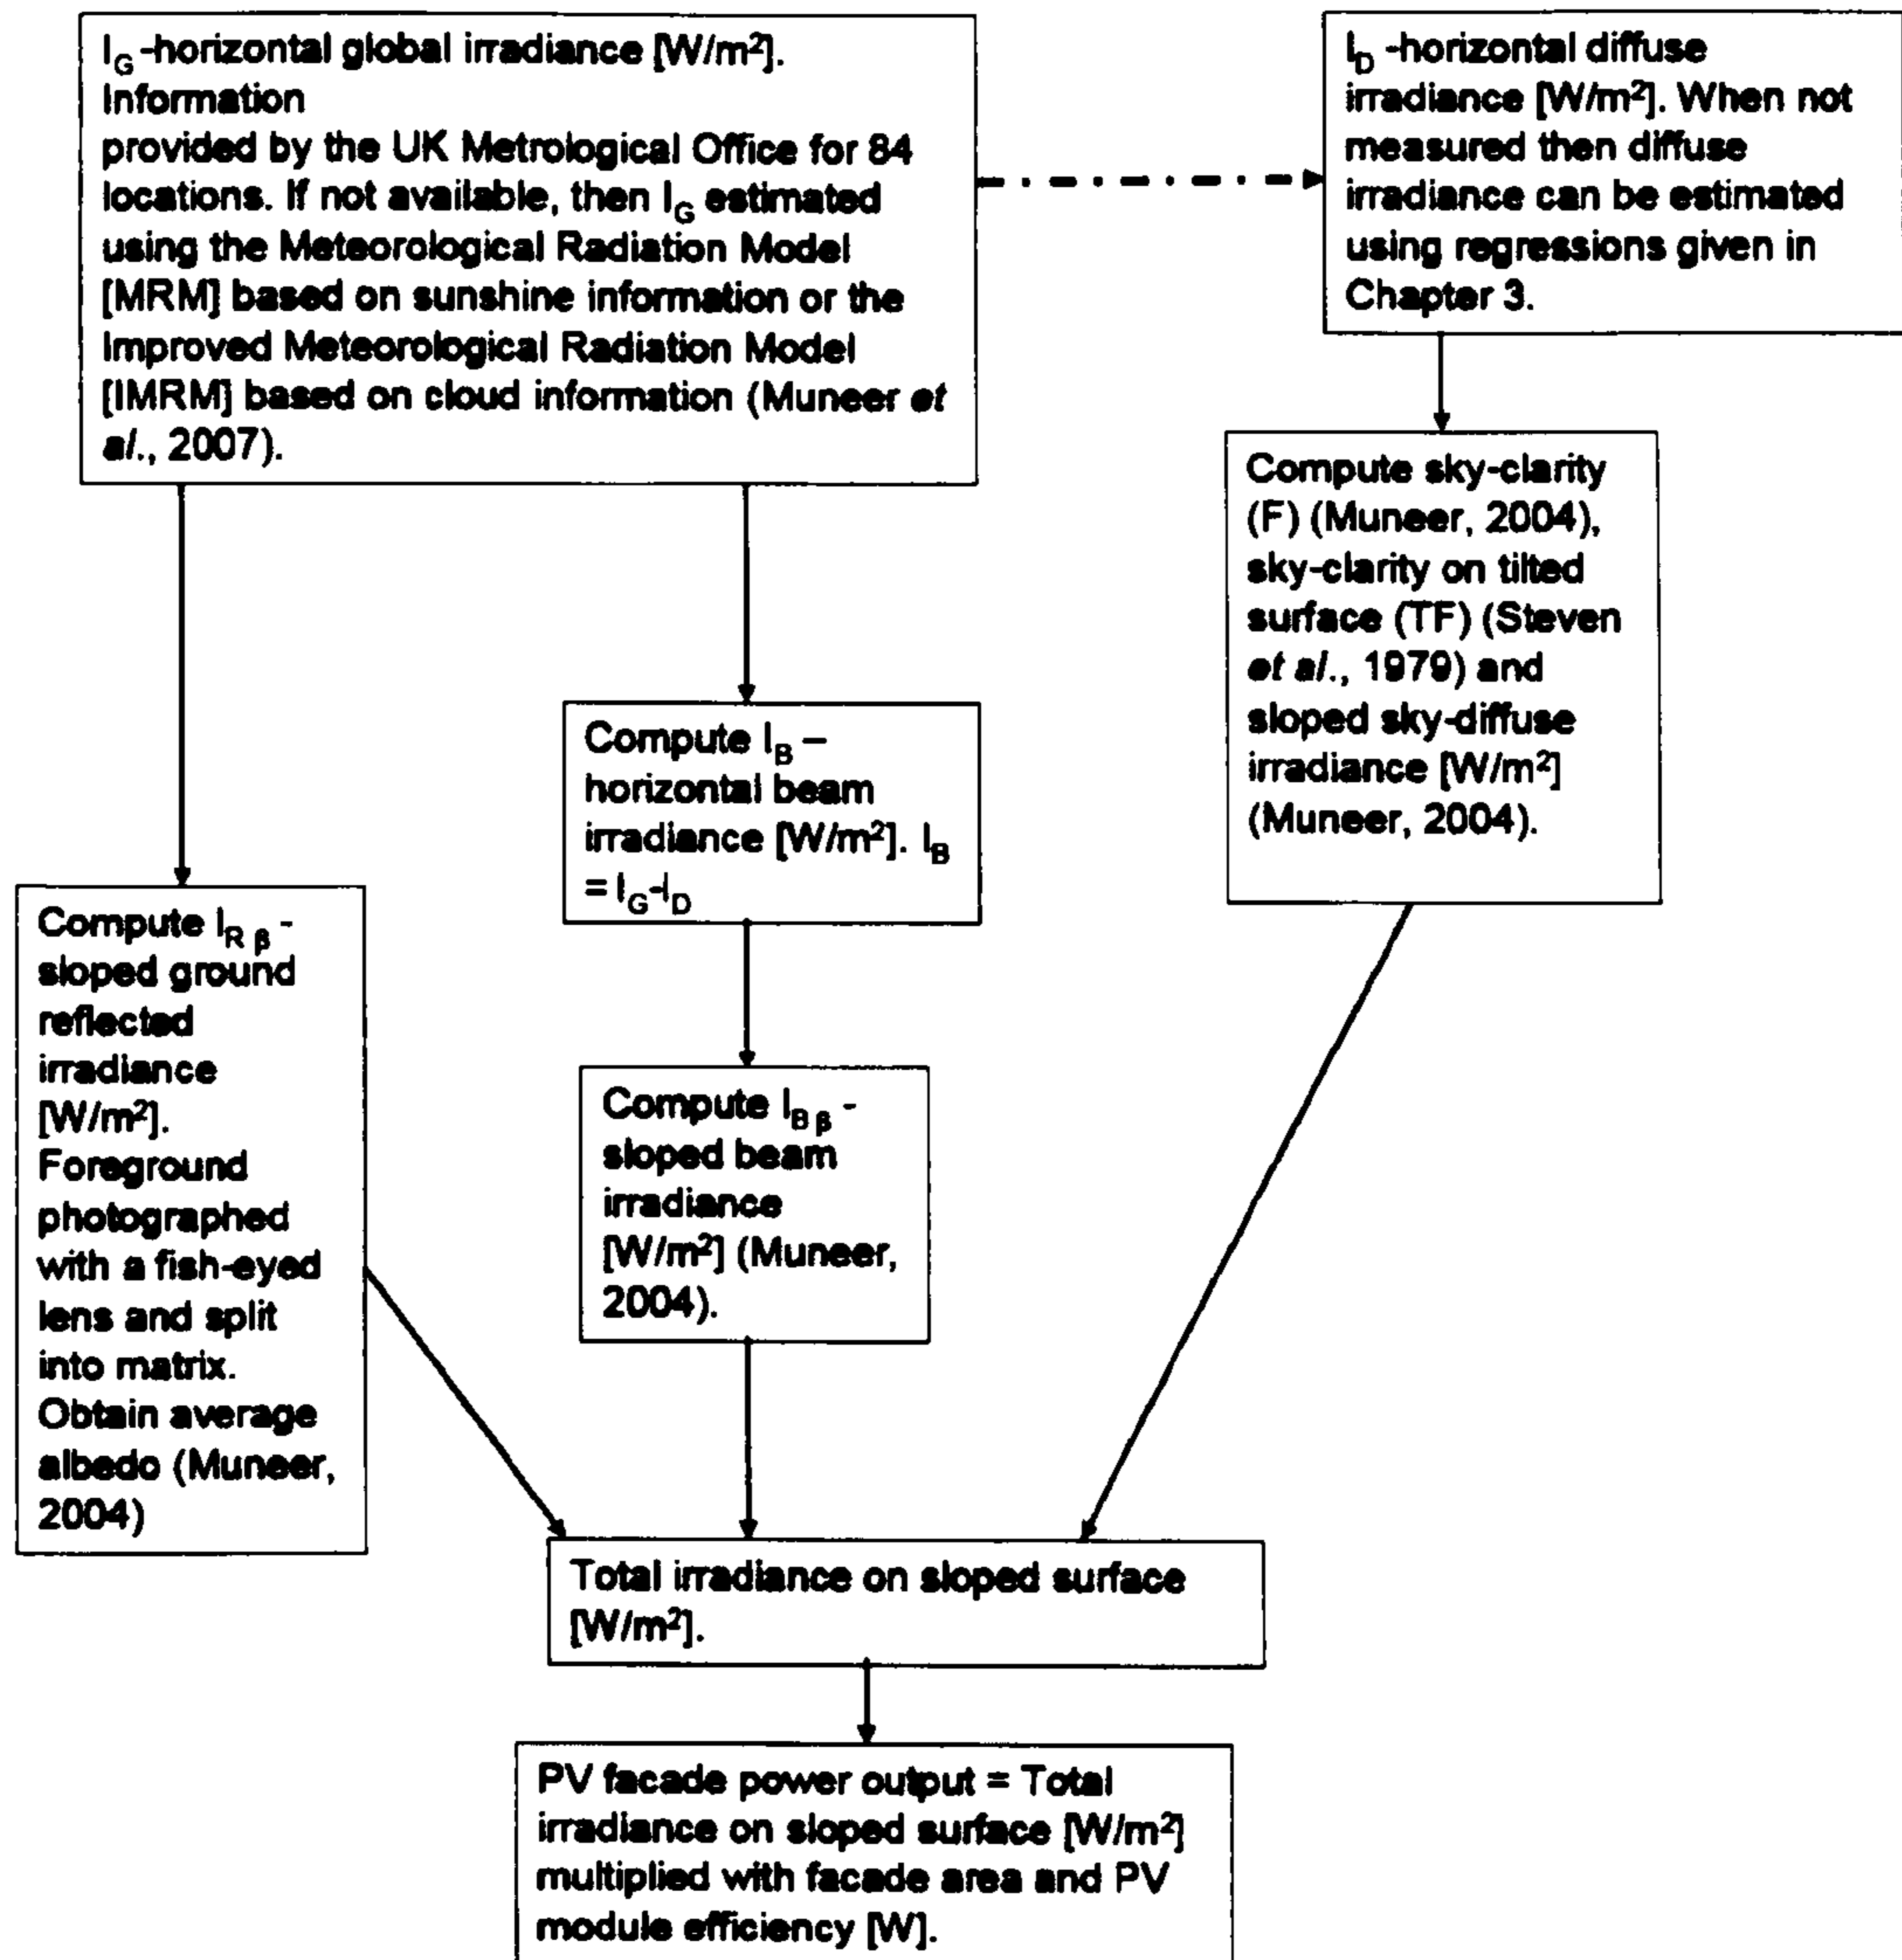 I_G -horizontal global irradiance [W/m²].
Information
provided by the UK Metrological Office for 84
locations. If not available, then I_G estimated
using the Meteorological Radiation Model
[MRM] based on sunshine information or the
Improved Meteorological Radiation Model
[IMRM] based on cloud information (Muneer et
al., 2007).
I_D -horizontal diffuse
irradiance [W/m²]. When not
measured then diffuse
irradiance can be estimated
using regressions given in
Chapter 3.
Compute sky-clarity
(F) (Muneer, 2004),
sky-clarity on tilted
surface (TF) (Steven
et al., 1979) and
sloped sky-diffuse
irradiance [W/m²]
(Muneer, 2004).
Compute I_B –
horizontal beam
irradiance [W/m²]. I_B
= I_G-I_D
Compute I_R β -
sloped ground
reflected
irradiance
[W/m²].
Foreground
photographed
with a fish-eyed
lens and split
into matrix.
Obtain average
albedo (Muneer,
2004)
Compute I_B β -
sloped beam
irradiance
[W/m²] (Muneer,
2004).
Total irradiance on sloped surface
[W/m²].
PV facade power output = Total
irradiance on sloped surface [W/m²]
multiplied with facade area and PV
module efficiency [W].